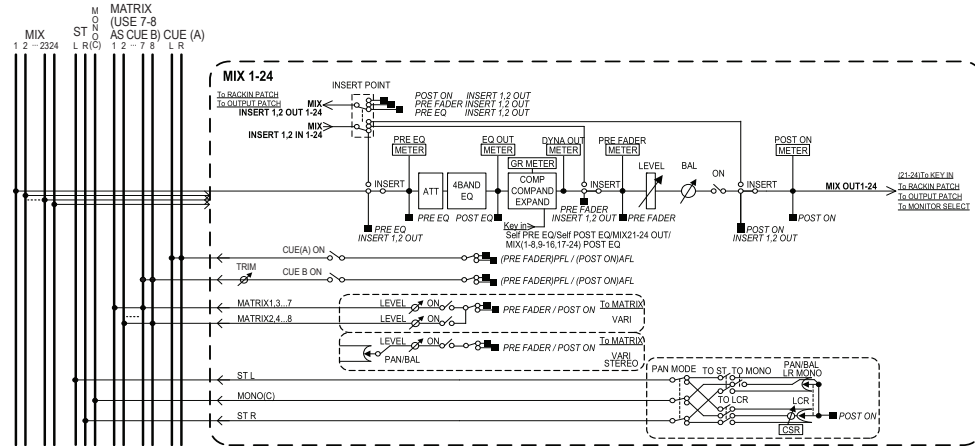 MIX
1 2 ··· 2324
ST
L R
MONO
(C)
MATRIX
(USE 7-8
AS CUE B)
1 2 ··· 7 8
CUE (A)
L R
MIX 1-24
INSERT POINT
To RACKIN PATCH
To OUTPUT PATCH
MIX
INSERT 1,2 OUT 1-24
MIX
INSERT 1,2 IN 1-24
POST ON INSERT 1,2 OUT
PRE FADER INSERT 1,2 OUT
PRE EQ INSERT 1,2 OUT
PRE EQ
METER
EQ OUT
METER
DYNA OUT
METER
PRE FADER
METER
POST ON
METER
GR METER
LEVEL
BAL
ON
INSERT
ATT
4BAND
EQ
COMP
COMPAND
EXPAND
INSERT
INSERT
MIX OUT1-24
(21-24)To KEY IN
To RACKIN PATCH
To OUTPUT PATCH
To MONITOR SELECT
PRE EQ
INSERT 1,2 OUT
PRE EQ
POST EQ
PRE FADER
INSERT 1,2 OUT
PRE FADER
POST ON
INSERT 1,2 OUT
POST ON
Key in
Self PRE EQ/Self POST EQ/MIX21-24 OUT/
MIX(1-8,9-16,17-24) POST EQ
CUE(A) ON
(PRE FADER)PFL / (POST ON)AFL
TRIM
CUE B ON
(PRE FADER)PFL / (POST ON)AFL
MATRIX1,3...7
LEVEL
ON
PRE FADER / POST ON
To MATRIX
VARI
MATRIX2,4...8
LEVEL
ON
LEVEL
ON
PRE FADER / POST ON
To MATRIX
VARI
STEREO
PAN/BAL
PAN MODE
TO ST
TO MONO
PAN/BAL
LR MONO
ST L
MONO(C)
TO LCR
LCR
ST R
CSR
POST ON